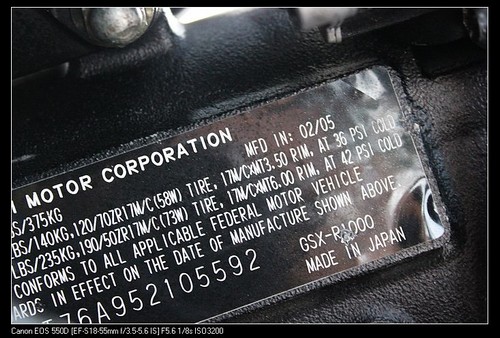 MOTOR CORPORATION MFD IN: 02/05
/375KG
LBS/140KG,120/70ZR17M/C(58W) TIRE, 17M/CXMT3.50 RIM, AT 36 PSI COLD
LBS/235KG,190/50ZR17M/C(73W) TIRE, 17M/CXMT6.00 RIM, AT 42 PSI COLD
CONFORMS TO ALL APPLICABLE FEDERAL MOTOR VEHICLE
ARDS IN EFFECT ON THE DATE OF MANUFACTURE SHOWN ABOVE.
76A952105592 GSX-R1000
MADE IN JAPAN
Canon EOS 550D [EF-S18-55mm f/3.5-5.6 IS] F5.6 1/8s ISO3200